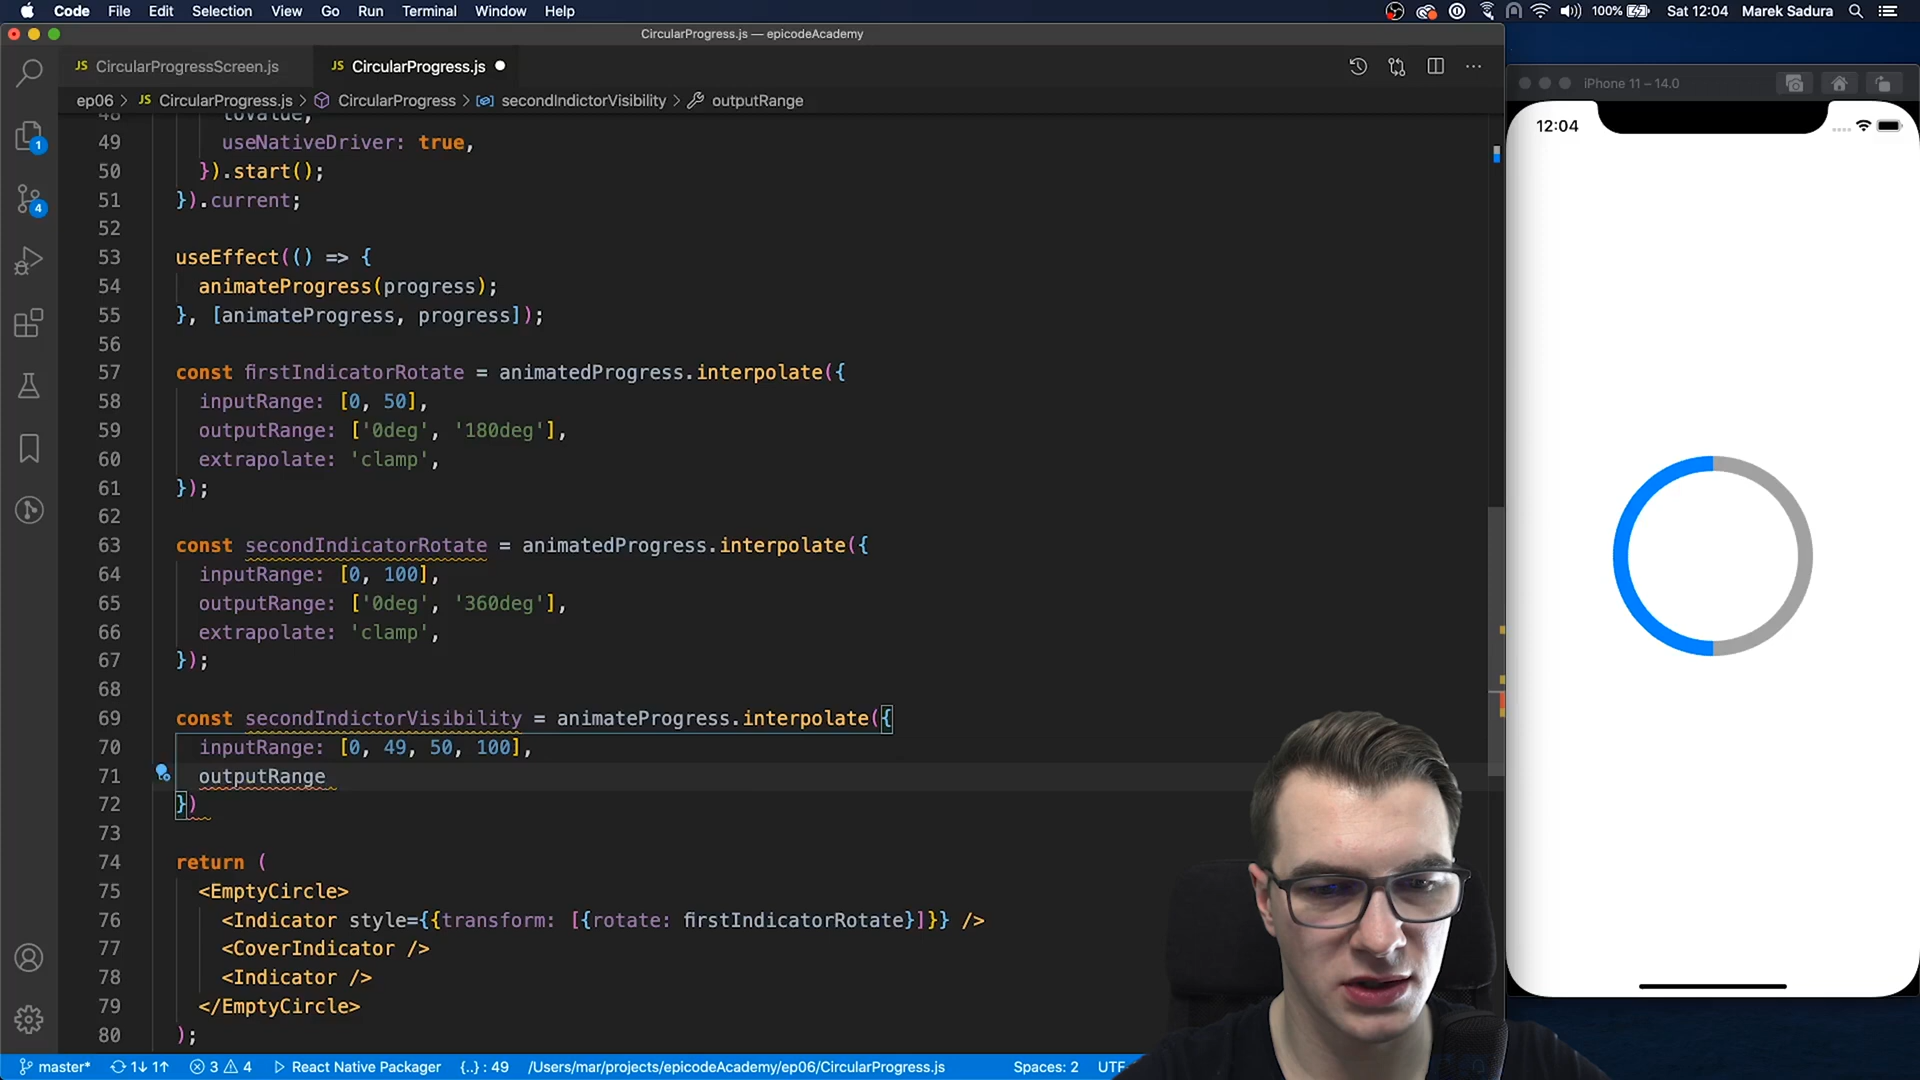 Code File Edit Selection View Go Run Terminal Window Help 100% Sat 12:04 Marek Sadura
CircularProgress.js — epicodeAcademy
JS CircularProgressScreen.js JS CircularProgress.js
ep06 > JS CircularProgress.js > CircularProgress > secondIndictorVisibility > outputRange
48 toValue,
49 useNativeDriver: true,
50 }).start();
51 }).current;
52
53 useEffect(() => {
54 animateProgress(progress);
55 }, [animateProgress, progress]);
56
57 const firstIndicatorRotate = animatedProgress.interpolate({
58 inputRange: [0, 50],
59 outputRange: ['0deg', '180deg'],
60 extrapolate: 'clamp',
61 });
62
63 const secondIndicatorRotate = animatedProgress.interpolate({
64 inputRange: [0, 100],
65 outputRange: ['0deg', '360deg'],
66 extrapolate: 'clamp',
67 });
68
69 const secondIndictorVisibility = animateProgress.interpolate({
70 inputRange: [0, 49, 50, 100],
71 outputRange
72 })
73
74 return (
75 <EmptyCircle>
76 <Indicator style={{transform: [{rotate: firstIndicatorRotate}]}} />
77 <CoverIndicator />
78 <Indicator />
79 </EmptyCircle>
80 );
1
4
master* 1↓ 1↑ 3 4 React Native Packager {..} : 49 /Users/mar/projects/epicodeAcademy/ep06/CircularProgress.js Spaces: 2 UTF-
iPhone 11 – 14.0
12:04